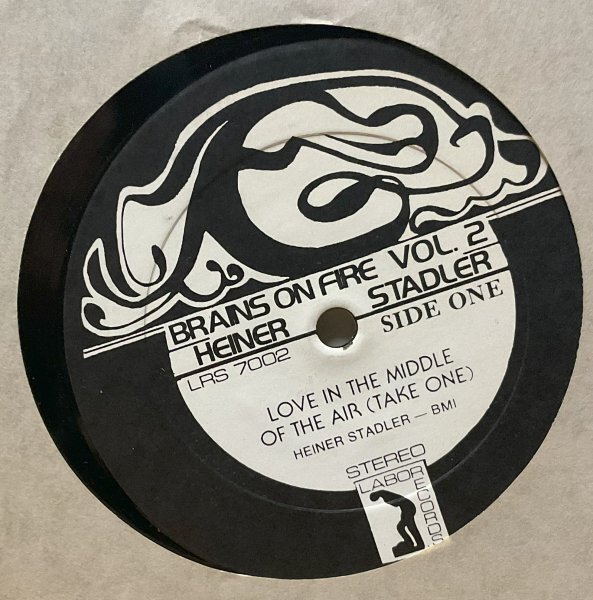 BRAINS ON FIRE VOL. 2
HEINER STADLER
LRS 7002
SIDE ONE
LOVE IN THE MIDDLE
OF THE AIR (TAKE ONE)
HEINER STADLER — BMI
STEREO
LABOR RECORDS